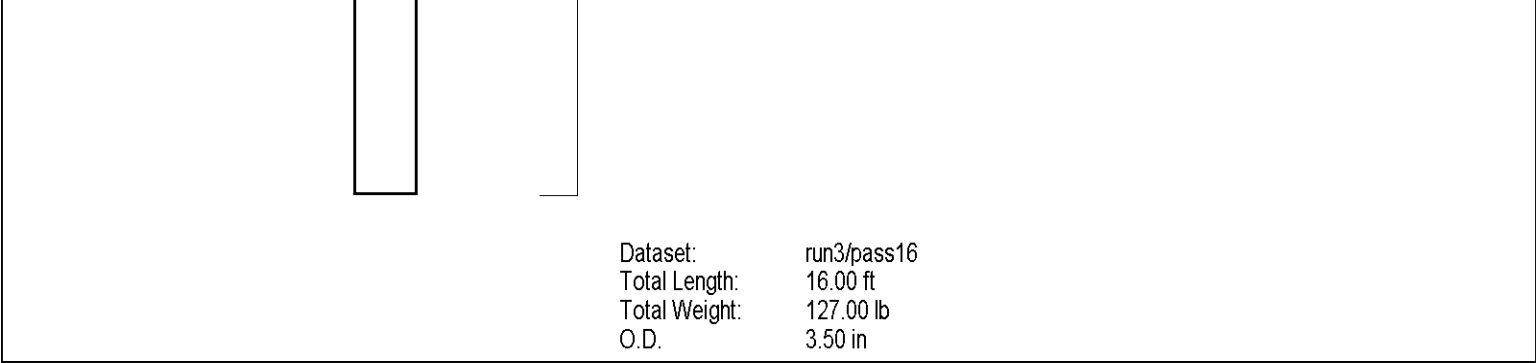 Dataset: run3/pass16
Total Length: 16.00 ft
Total Weight: 127.00 lb
O.D. 3.50 in